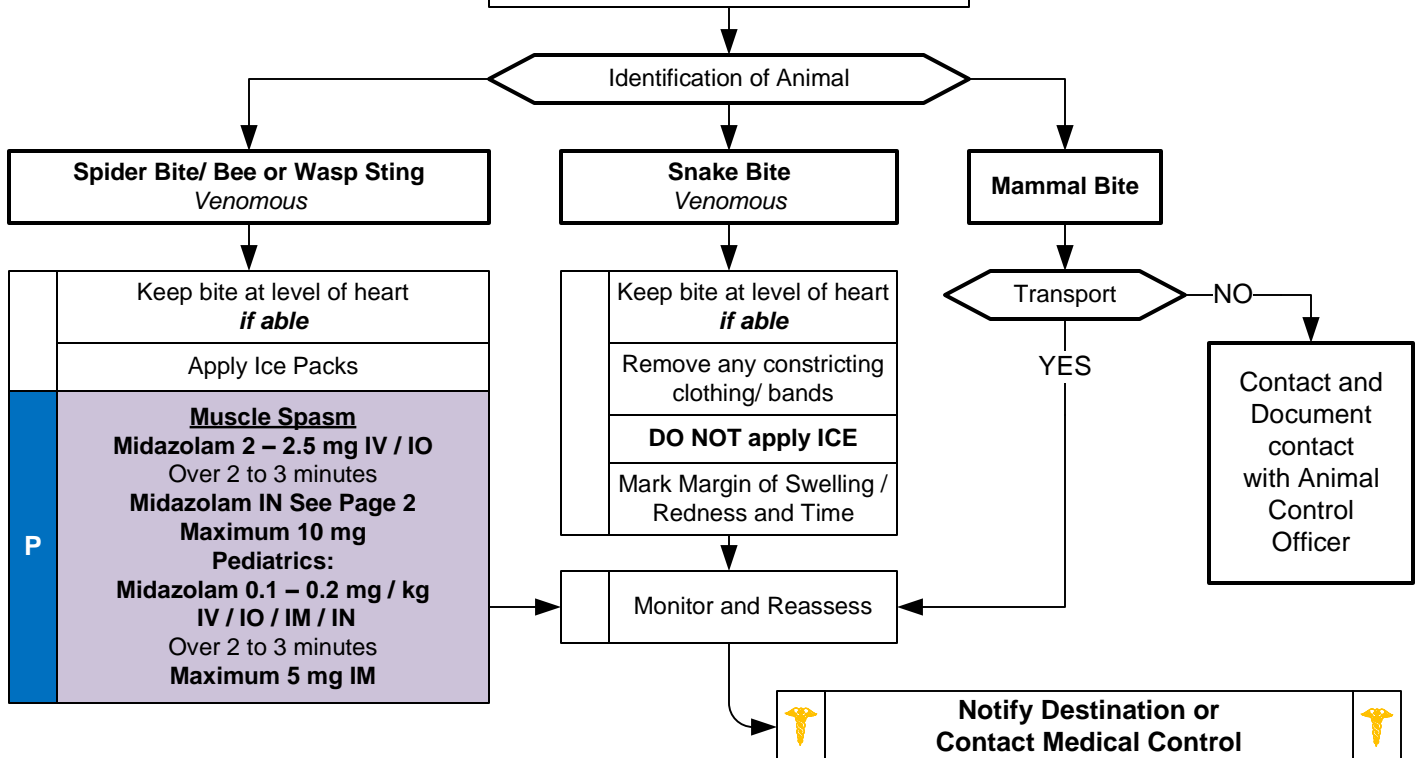 Identification of Animal
Spider Bite/ Bee or Wasp Sting
Venomous
Snake Bite
Venomous
Mammal Bite
Keep bite at level of heart
if able
Apply Ice Packs
P
Muscle Spasm
Midazolam 2 – 2.5 mg IV / IO
Over 2 to 3 minutes
Midazolam IN See Page 2
Maximum 10 mg
Pediatrics:
Midazolam 0.1 – 0.2 mg / kg
IV / IO / IM / IN
Over 2 to 3 minutes
Maximum 5 mg IM
Keep bite at level of heart
if able
Remove any constricting
clothing/ bands
DO NOT apply ICE
Mark Margin of Swelling /
Redness and Time
Transport
NO
YES
Contact and
Document
contact
with Animal
Control
Officer
Monitor and Reassess
Notify Destination or
Contact Medical Control